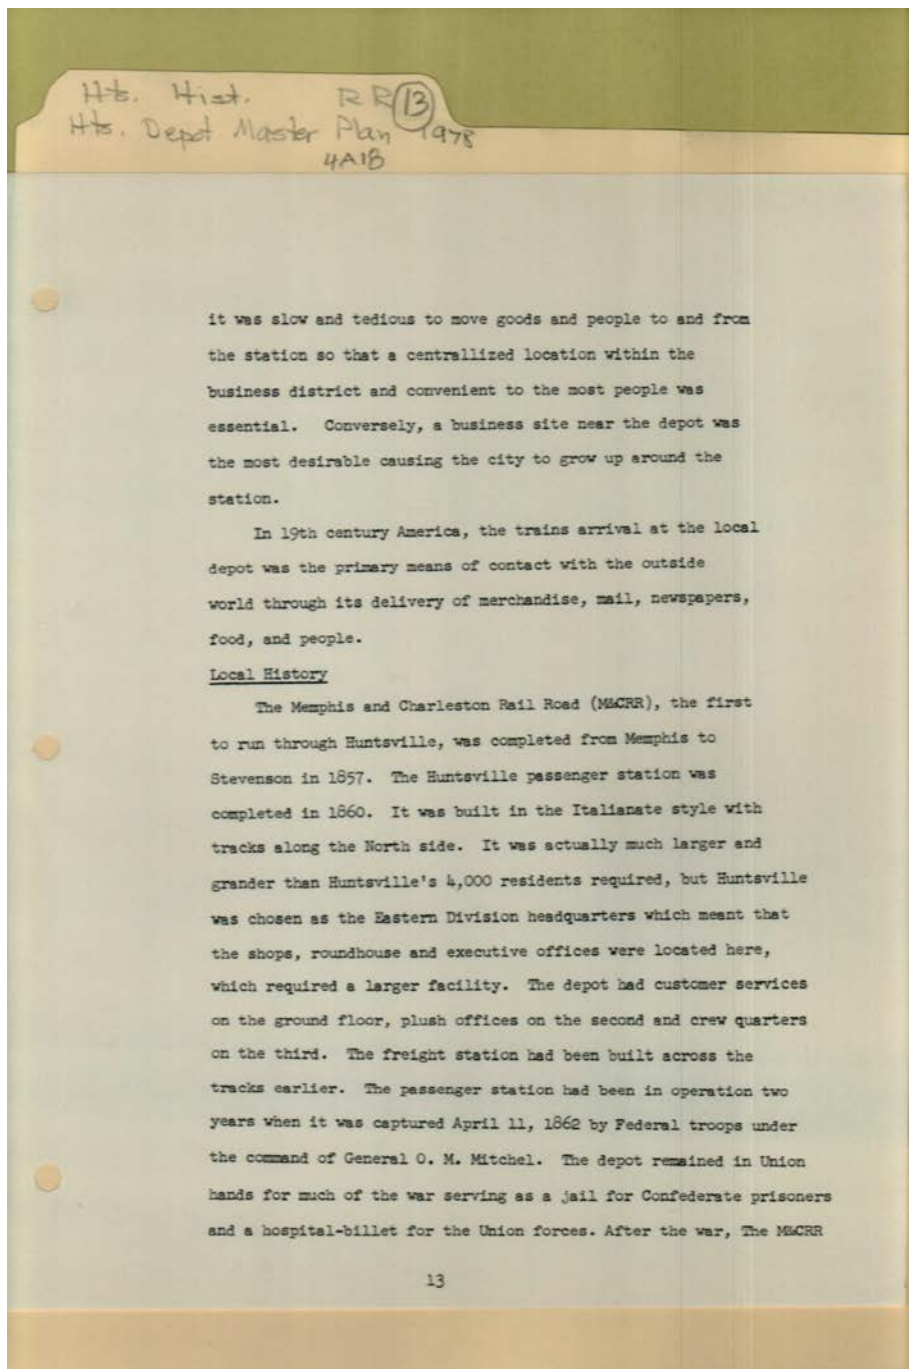 Hts. Hist. RR 13
Hts. Depot Master Plan 1978
4A1B
it was slow and tedious to move goods and people to and from
the station so that a centrallized location within the
business district and convenient to the most people was
essential. Conversely, a business site near the depot was
the most desirable causing the city to grow up around the
station.
In 19th century America, the trains arrival at the local
depot was the primary means of contact with the outside
world through its delivery of merchandise, mail, newspapers,
food, and people.
Local History
The Memphis and Charleston Rail Road (M&CRR), the first
to run through Huntsville, was completed from Memphis to
Stevenson in 1857. The Huntsville passenger station was
completed in 1860. It was built in the Italianate style with
tracks along the North side. It was actually much larger and
grander than Huntsville's 4,000 residents required, but Huntsville
was chosen as the Eastern Division headquarters which meant that
the shops, roundhouse and executive offices were located here,
which required a larger facility. The depot had customer services
on the ground floor, plush offices on the second and crew quarters
on the third. The freight station had been built across the
tracks earlier. The passenger station had been in operation two
years when it was captured April 11, 1862 by Federal troops under
the command of General O. M. Mitchel. The depot remained in Union
hands for much of the war serving as a jail for Confederate prisoners
and a hospital-billet for the Union forces. After the war, The M&CRR
13